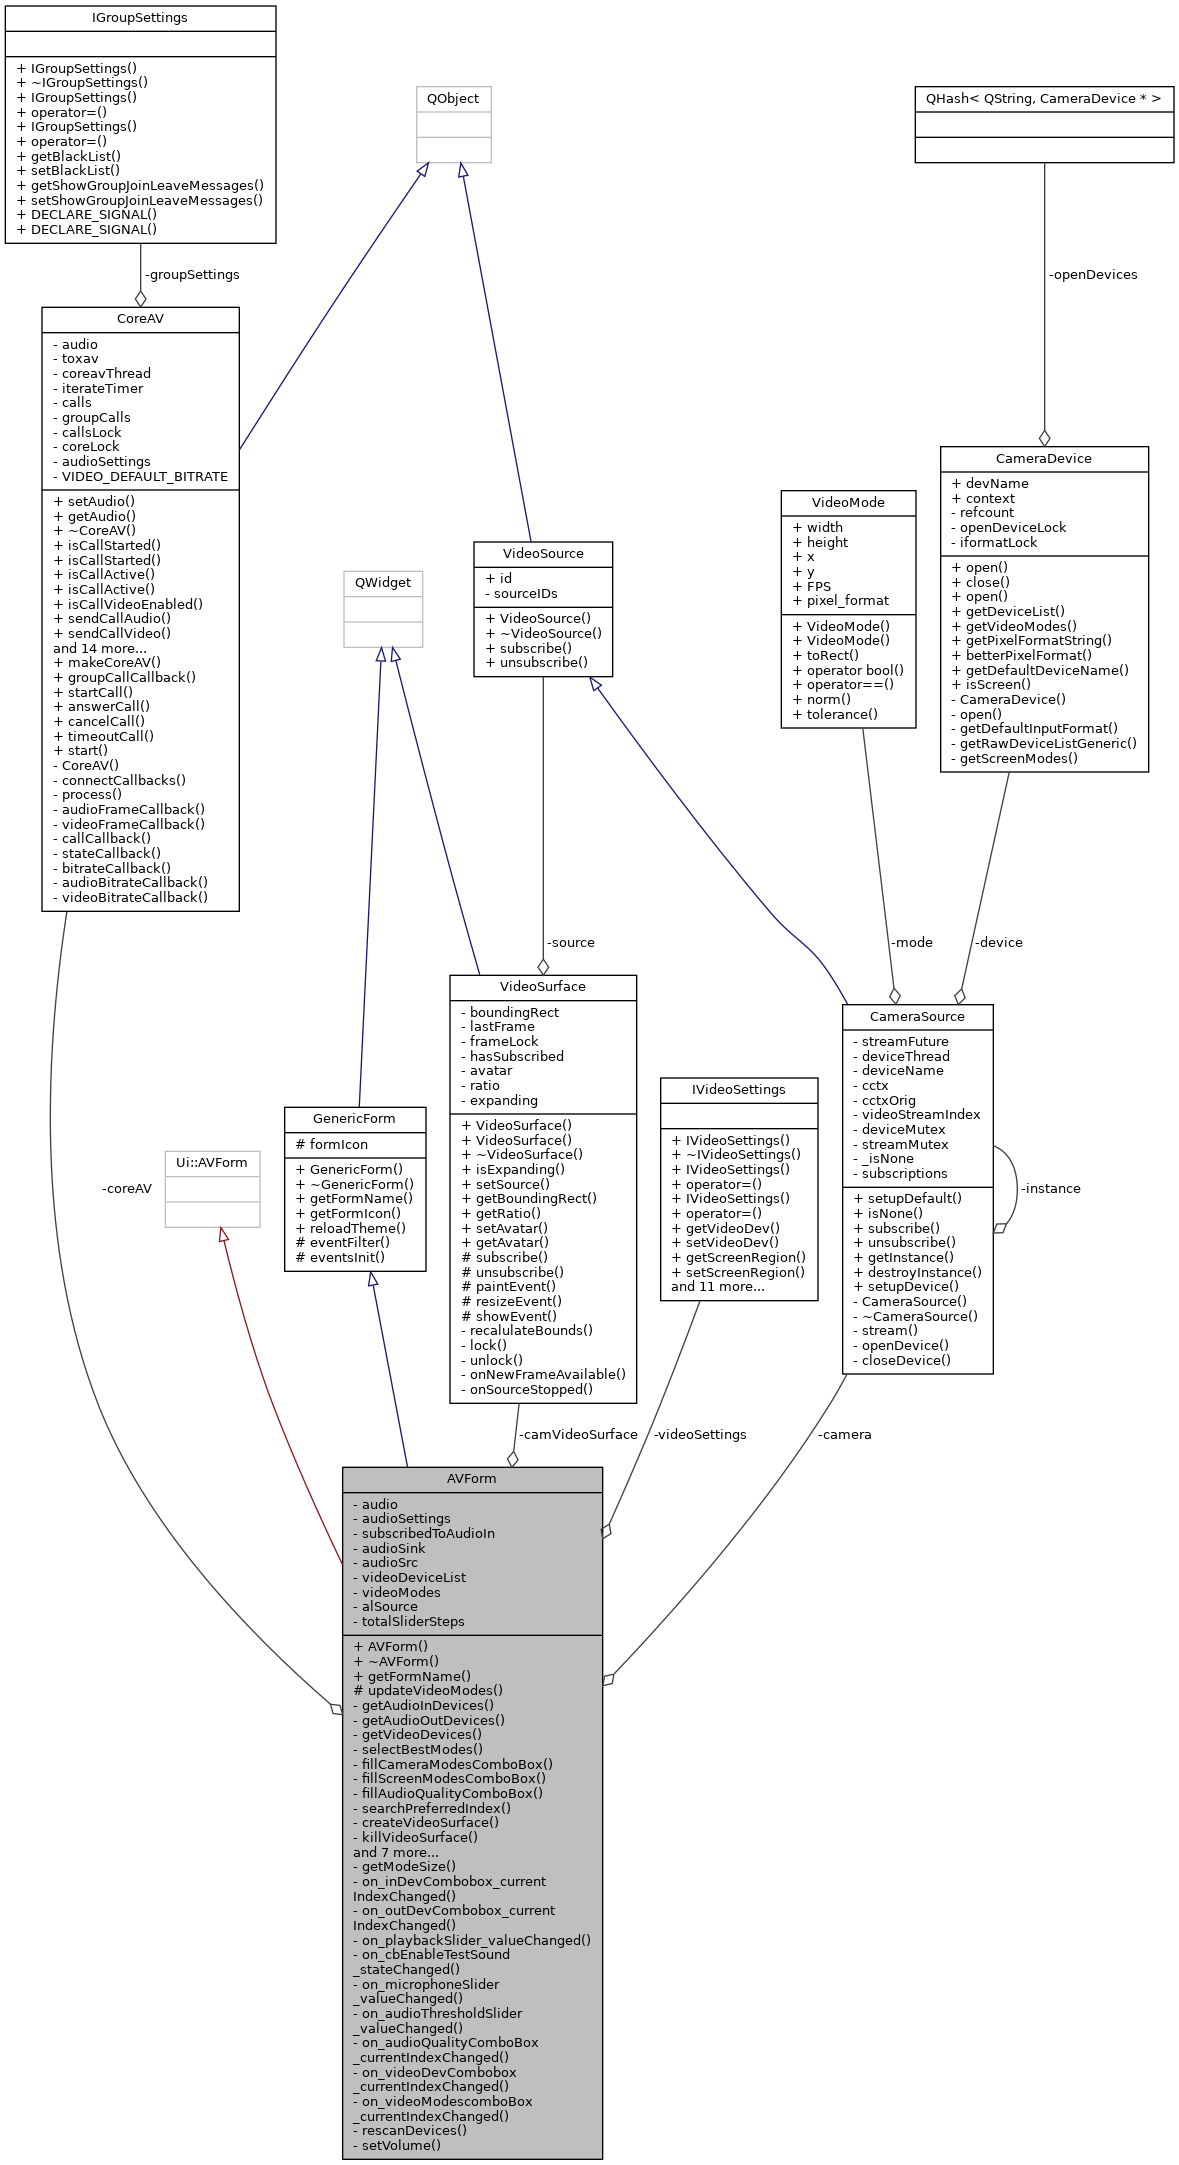 IGroupSettings
+ IGroupSettings()
+ ~IGroupSettings()
+ IGroupSettings()
+ operator=()
+ IGroupSettings()
+ operator=()
+ getBlackList()
+ setBlackList()
+ getShowGroupJoinLeaveMessages()
+ setShowGroupJoinLeaveMessages()
+ DECLARE_SIGNAL()
+ DECLARE_SIGNAL()
QObject
QHash< QString, CameraDevice * >
-groupSettings
-openDevices
CoreAV
- audio
- toxav
- coreavThread
- iterateTimer
- calls
- groupCalls
- callsLock
- coreLock
- audioSettings
- VIDEO_DEFAULT_BITRATE
+ setAudio()
+ getAudio()
+ ~CoreAV()
+ isCallStarted()
+ isCallStarted()
+ isCallActive()
+ isCallActive()
+ isCallVideoEnabled()
+ sendCallAudio()
+ sendCallVideo()
and 14 more...
+ makeCoreAV()
+ groupCallCallback()
+ startCall()
+ answerCall()
+ cancelCall()
+ timeoutCall()
+ start()
- CoreAV()
- connectCallbacks()
- process()
- audioFrameCallback()
- videoFrameCallback()
- callCallback()
- stateCallback()
- bitrateCallback()
- audioBitrateCallback()
- videoBitrateCallback()
QWidget
VideoSource
+ id
- sourceIDs
+ VideoSource()
+ ~VideoSource()
+ subscribe()
+ unsubscribe()
VideoMode
+ width
+ height
+ x
+ y
+ FPS
+ pixel_format
+ VideoMode()
+ VideoMode()
+ toRect()
+ operator bool()
+ operator==()
+ norm()
+ tolerance()
CameraDevice
+ devName
+ context
- refcount
- openDeviceLock
- iformatLock
+ open()
+ close()
+ open()
+ getDeviceList()
+ getVideoModes()
+ getPixelFormatString()
+ betterPixelFormat()
+ getDefaultDeviceName()
+ isScreen()
- CameraDevice()
- open()
- getDefaultInputFormat()
- getRawDeviceListGeneric()
- getScreenModes()
-source
-mode
-device
VideoSurface
- boundingRect
- lastFrame
- frameLock
- hasSubscribed
- avatar
- ratio
- expanding
+ VideoSurface()
+ VideoSurface()
+ ~VideoSurface()
+ isExpanding()
+ setSource()
+ getBoundingRect()
+ getRatio()
+ setAvatar()
+ getAvatar()
# subscribe()
# unsubscribe()
# paintEvent()
# resizeEvent()
# showEvent()
- recalulateBounds()
- lock()
- unlock()
- onNewFrameAvailable()
- onSourceStopped()
CameraSource
- streamFuture
- deviceThread
- deviceName
- cctx
- cctxOrig
- videoStreamIndex
- deviceMutex
- streamMutex
- _isNone
- subscriptions
+ setupDefault()
+ isNone()
+ subscribe()
+ unsubscribe()
+ getInstance()
+ destroyInstance()
+ setupDevice()
- CameraSource()
- ~CameraSource()
- stream()
- openDevice()
- closeDevice()
-instance
IVideoSettings
+ IVideoSettings()
+ ~IVideoSettings()
+ IVideoSettings()
+ operator=()
+ IVideoSettings()
+ operator=()
+ getVideoDev()
+ setVideoDev()
+ getScreenRegion()
+ setScreenRegion()
and 11 more...
GenericForm
# formIcon
+ GenericForm()
+ ~GenericForm()
+ getFormName()
+ getFormIcon()
+ reloadTheme()
# eventFilter()
# eventsInit()
Ui::AVForm
-coreAV
-camVideoSurface
-videoSettings
-camera
AVForm
- audio
- audioSettings
- subscribedToAudioIn
- audioSink
- audioSrc
- videoDeviceList
- videoModes
- alSource
- totalSliderSteps
+ AVForm()
+ ~AVForm()
+ getFormName()
# updateVideoModes()
- getAudioInDevices()
- getAudioOutDevices()
- getVideoDevices()
- selectBestModes()
- fillCameraModesComboBox()
- fillScreenModesComboBox()
- fillAudioQualityComboBox()
- searchPreferredIndex()
- createVideoSurface()
- killVideoSurface()
and 7 more...
- getModeSize()
- on_inDevCombobox_current
IndexChanged()
- on_outDevCombobox_current
IndexChanged()
- on_playbackSlider_valueChanged()
- on_cbEnableTestSound
_stateChanged()
- on_microphoneSlider
_valueChanged()
- on_audioThresholdSlider
_valueChanged()
- on_audioQualityComboBox
_currentIndexChanged()
- on_videoDevCombobox
_currentIndexChanged()
- on_videoModescomboBox
_currentIndexChanged()
- rescanDevices()
- setVolume()